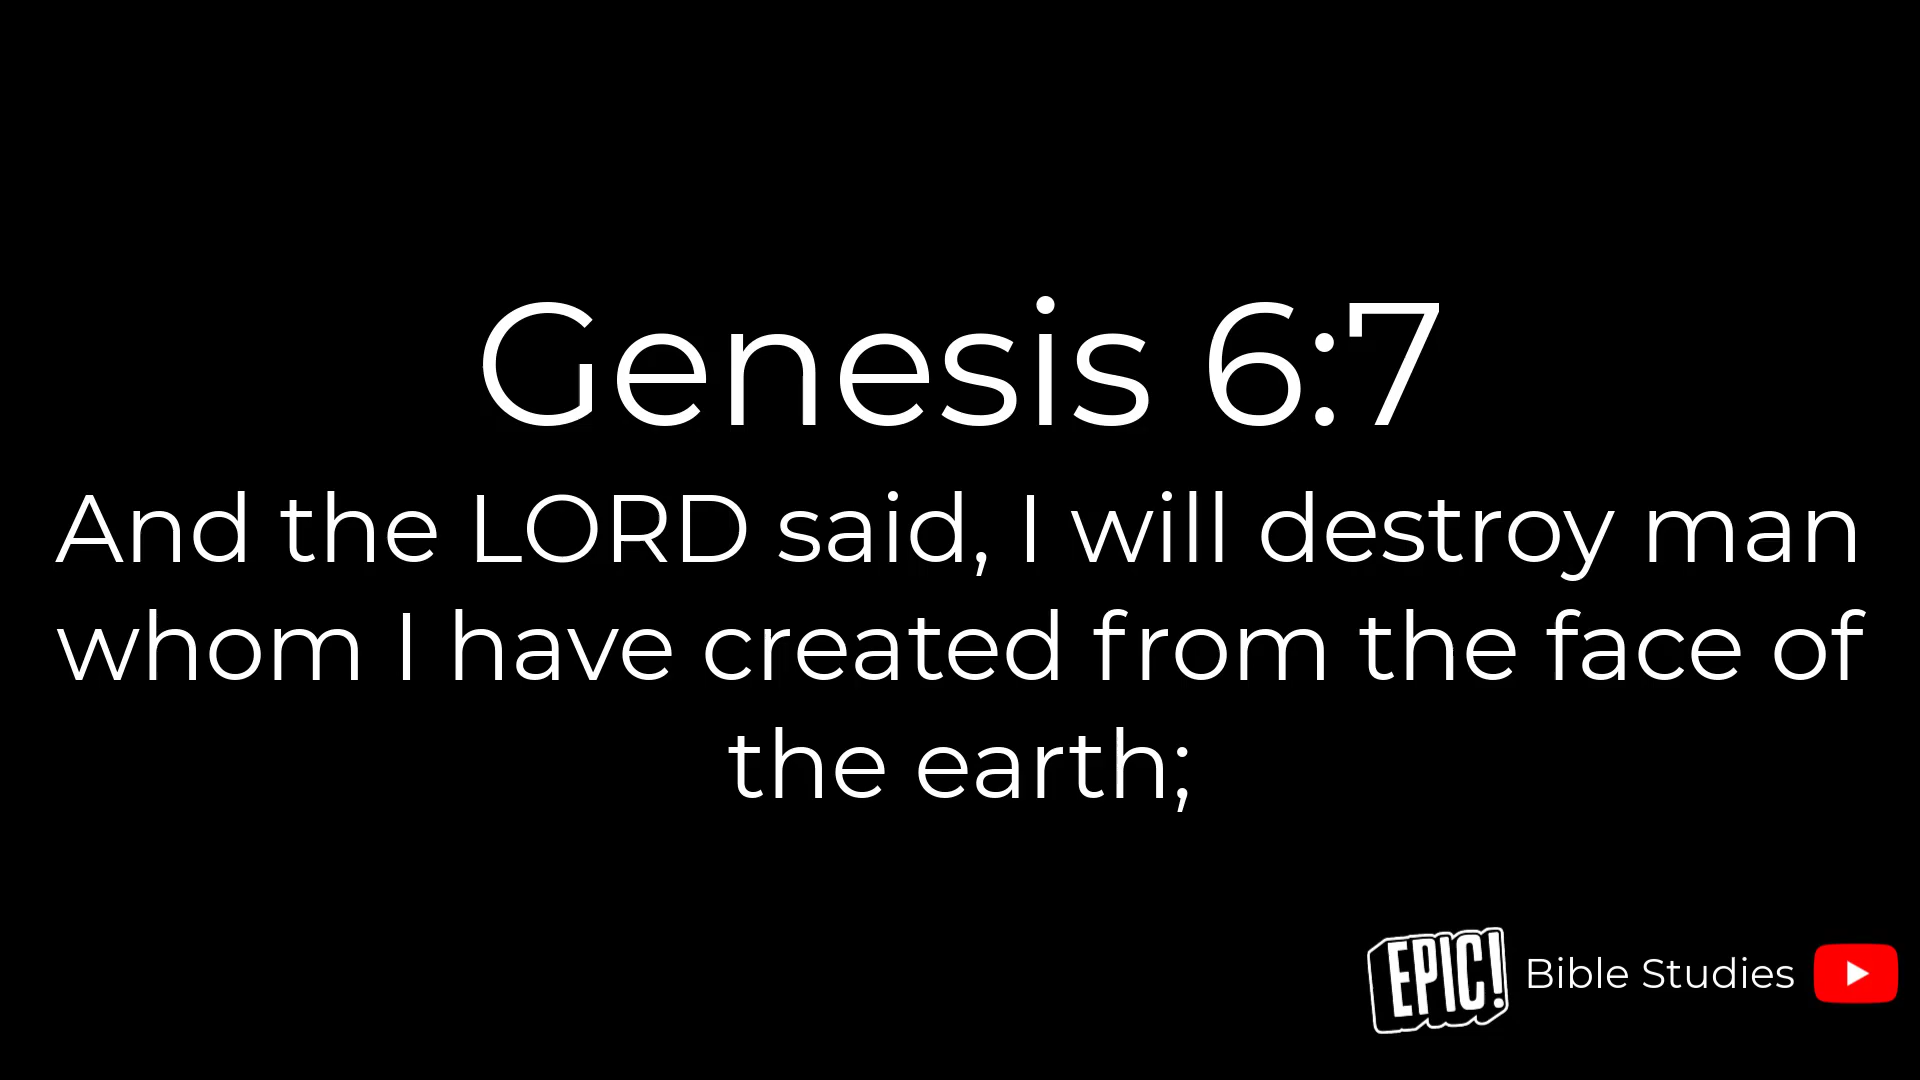 Genesis 6:7
And the LORD said, I will destroy man
whom I have created from the face of
the earth;
EPIC! Bible Studies